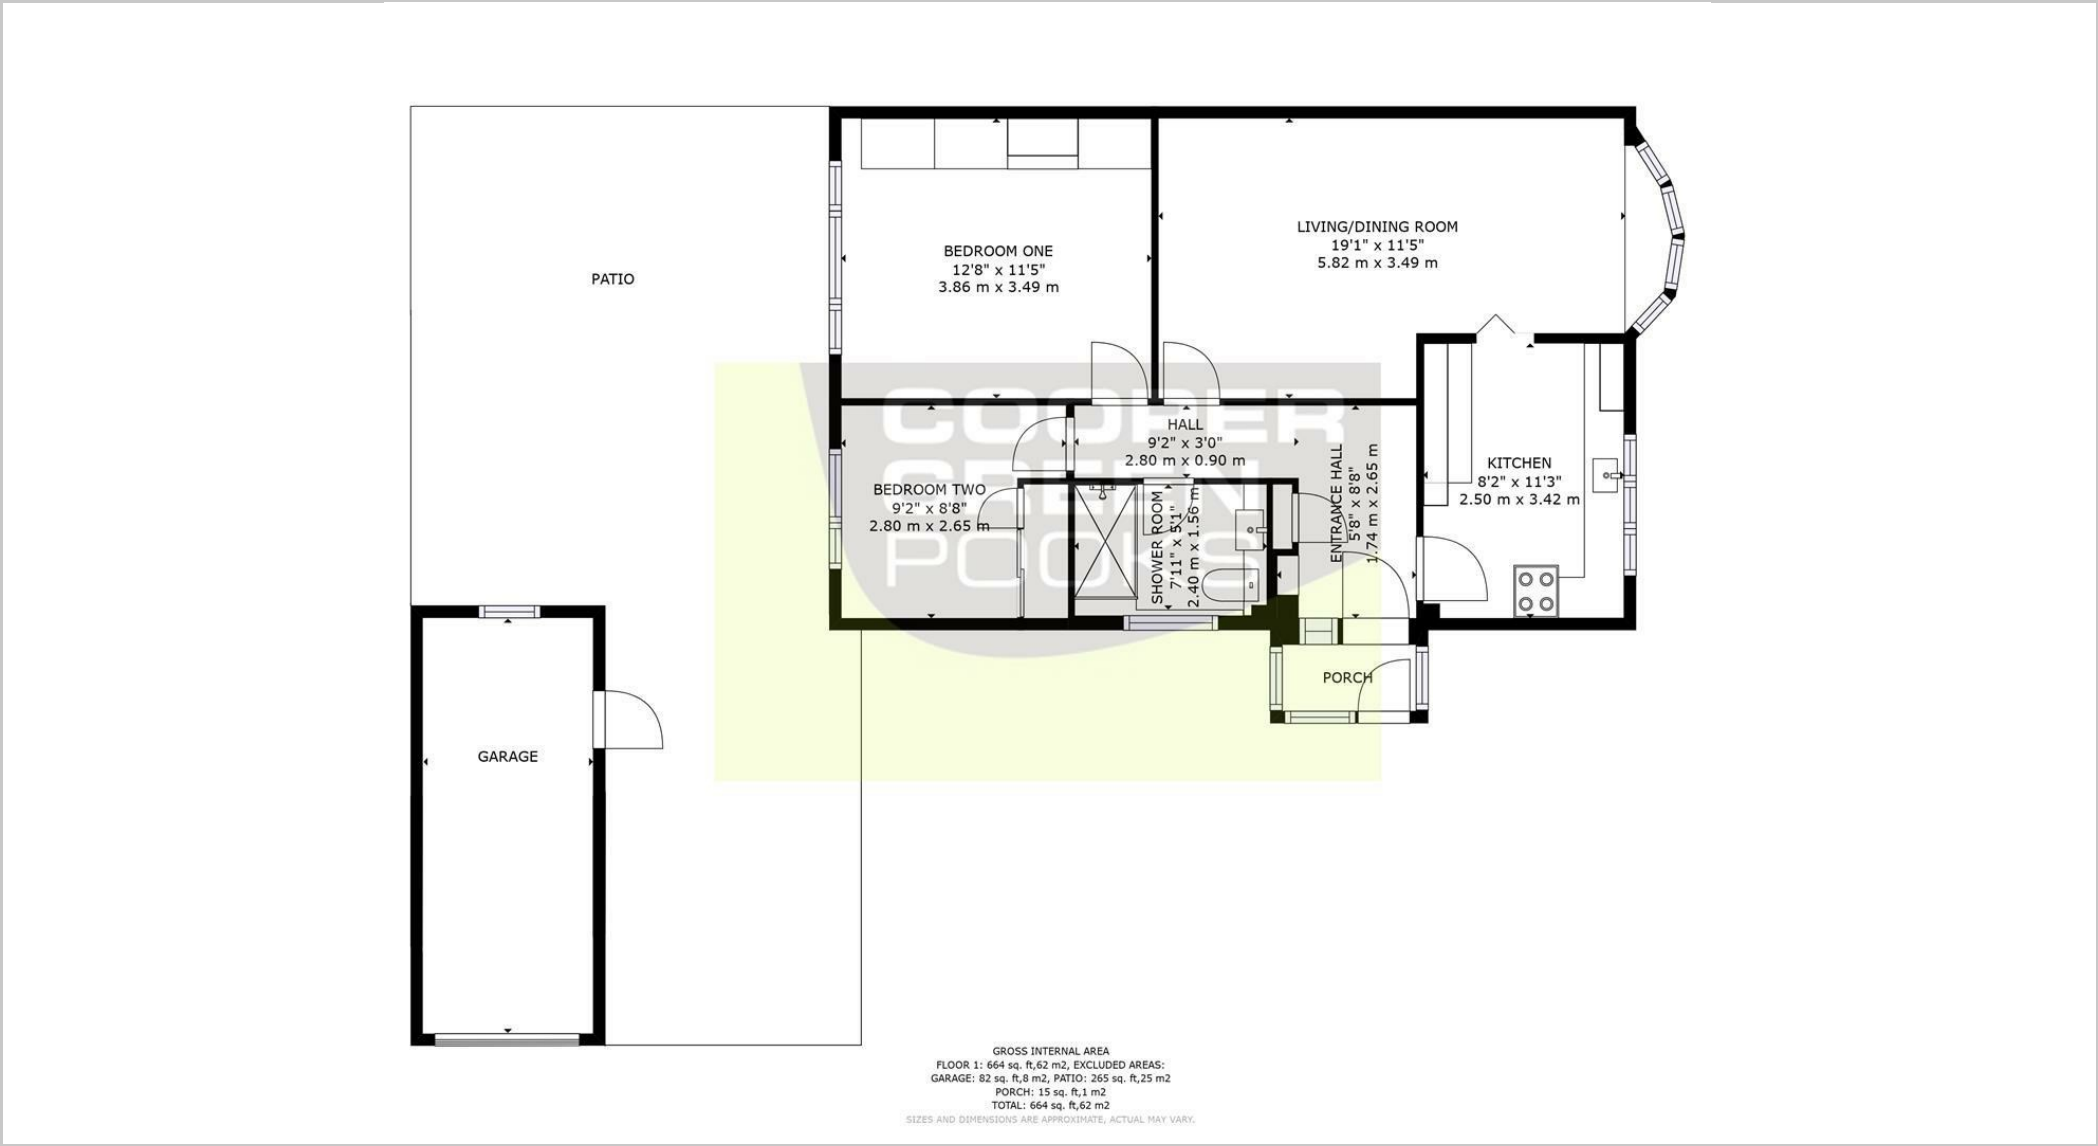 PATIO
BEDROOM ONE
12'8" x 11'5"
3.86 m x 3.49 m
LIVING/DINING ROOM
19'1" x 11'5"
5.82 m x 3.49 m
COOPER
GREEN
POOKS
HALL
9'2" x 3'0"
2.80 m x 0.90 m
BEDROOM TWO
9'2" x 8'8"
2.80 m x 2.65 m
SHOWER ROOM
7'11" x 5'1"
2.40 m x 1.56 m
ENTRANCE HALL
5'8" x 8'8"
1.74 m x 2.65 m
KITCHEN
8'2" x 11'3"
2.50 m x 3.42 m
PORCH
GARAGE
GROSS INTERNAL AREA
FLOOR 1: 664 sq. ft,62 m2, EXCLUDED AREAS:
GARAGE: 82 sq. ft,8 m2, PATIO: 265 sq. ft,25 m2
PORCH: 15 sq. ft,1 m2
TOTAL: 664 sq. ft,62 m2
SIZES AND DIMENSIONS ARE APPROXIMATE, ACTUAL MAY VARY.